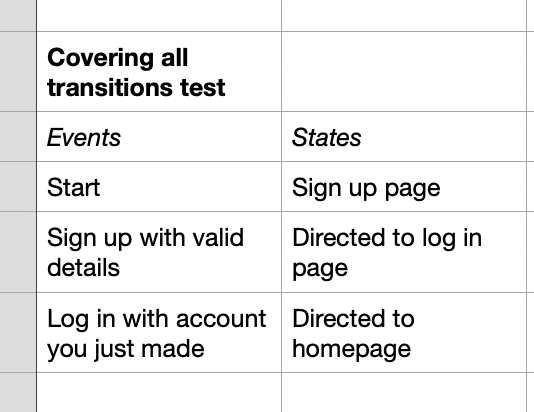 Covering all
transitions test
Events
States
Start
Sign up page
Sign up with valid
details
Directed to log in
page
Log in with account
you just made
Directed to
homepage